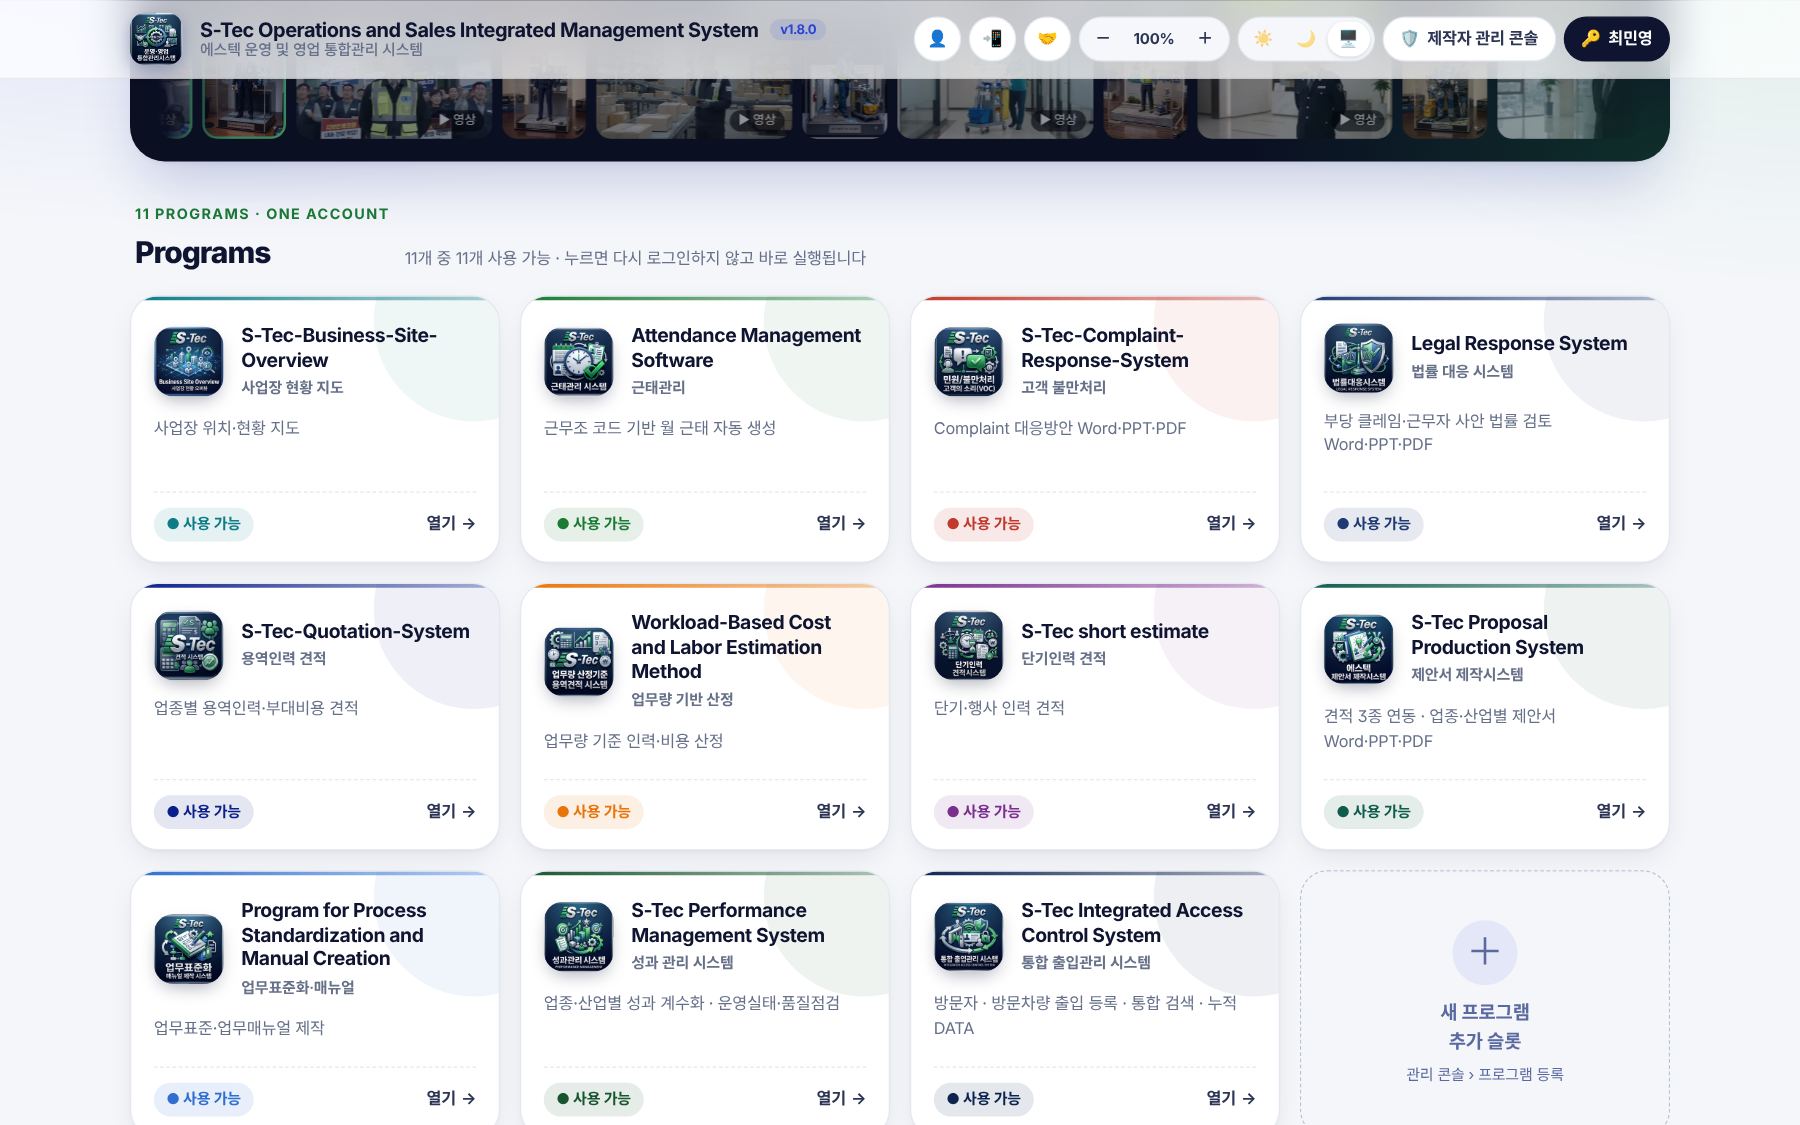 S-Tec Operations and Sales Integrated Management System v1.8.0
에스텍 운영 및 영업 통합관리 시스템
100%
제작자 관리 콘솔
최민영
▶ 영상
▶ 영상
▶ 영상
▶ 영상
11 PROGRAMS · ONE ACCOUNT
Programs
11개 중 11개 사용 가능 · 누르면 다시 로그인하지 않고 바로 실행됩니다
S-Tec-Business-Site-
Overview
사업장 현황 지도
사업장 위치·현황 지도
사용 가능
열기 →
Attendance Management
Software
근태관리
근무조 코드 기반 월 근태 자동 생성
사용 가능
열기 →
S-Tec-Complaint-
Response-System
고객 불만처리
Complaint 대응방안 Word·PPT·PDF
사용 가능
열기 →
Legal Response System
법률 대응 시스템
부당 클레임·근무자 사안 법률 검토
Word·PPT·PDF
사용 가능
열기 →
S-Tec-Quotation-System
용역인력 견적
업종별 용역인력·부대비용 견적
사용 가능
열기 →
Workload-Based Cost
and Labor Estimation
Method
업무량 기반 산정
업무량 기준 인력·비용 산정
사용 가능
열기 →
S-Tec short estimate
단기인력 견적
단기·행사 인력 견적
사용 가능
열기 →
S-Tec Proposal
Production System
제안서 제작시스템
견적 3종 연동 · 업종·산업별 제안서
Word·PPT·PDF
사용 가능
열기 →
Program for Process
Standardization and
Manual Creation
업무표준화·매뉴얼
업무표준·업무매뉴얼 제작
사용 가능
열기 →
S-Tec Performance
Management System
성과 관리 시스템
업종·산업별 성과 계수화 · 운영실태·품질점검
사용 가능
열기 →
S-Tec Integrated Access
Control System
통합 출입관리 시스템
방문자 · 방문차량 출입 등록 · 통합 검색 · 누적
DATA
사용 가능
열기 →
새 프로그램
추가 슬롯
관리 콘솔 › 프로그램 등록